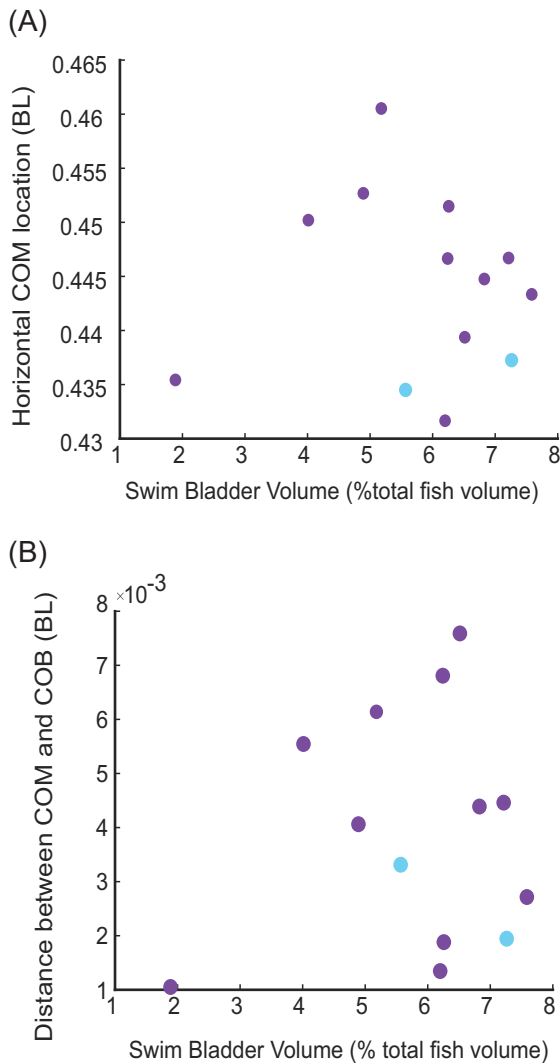 (A)
Horizontal COM location (BL)
0.465
0.46
0.455
0.45
0.445
0.44
0.435
0.43
1 2 3 4 5 6 7 8
Swim Bladder Volume (%total fish volume)
(B)
Distance between COM and COB (BL)
×10-3
8
7
6
5
4
3
2
1
1 2 3 4 5 6 7 8
Swim Bladder Volume (% total fish volume)